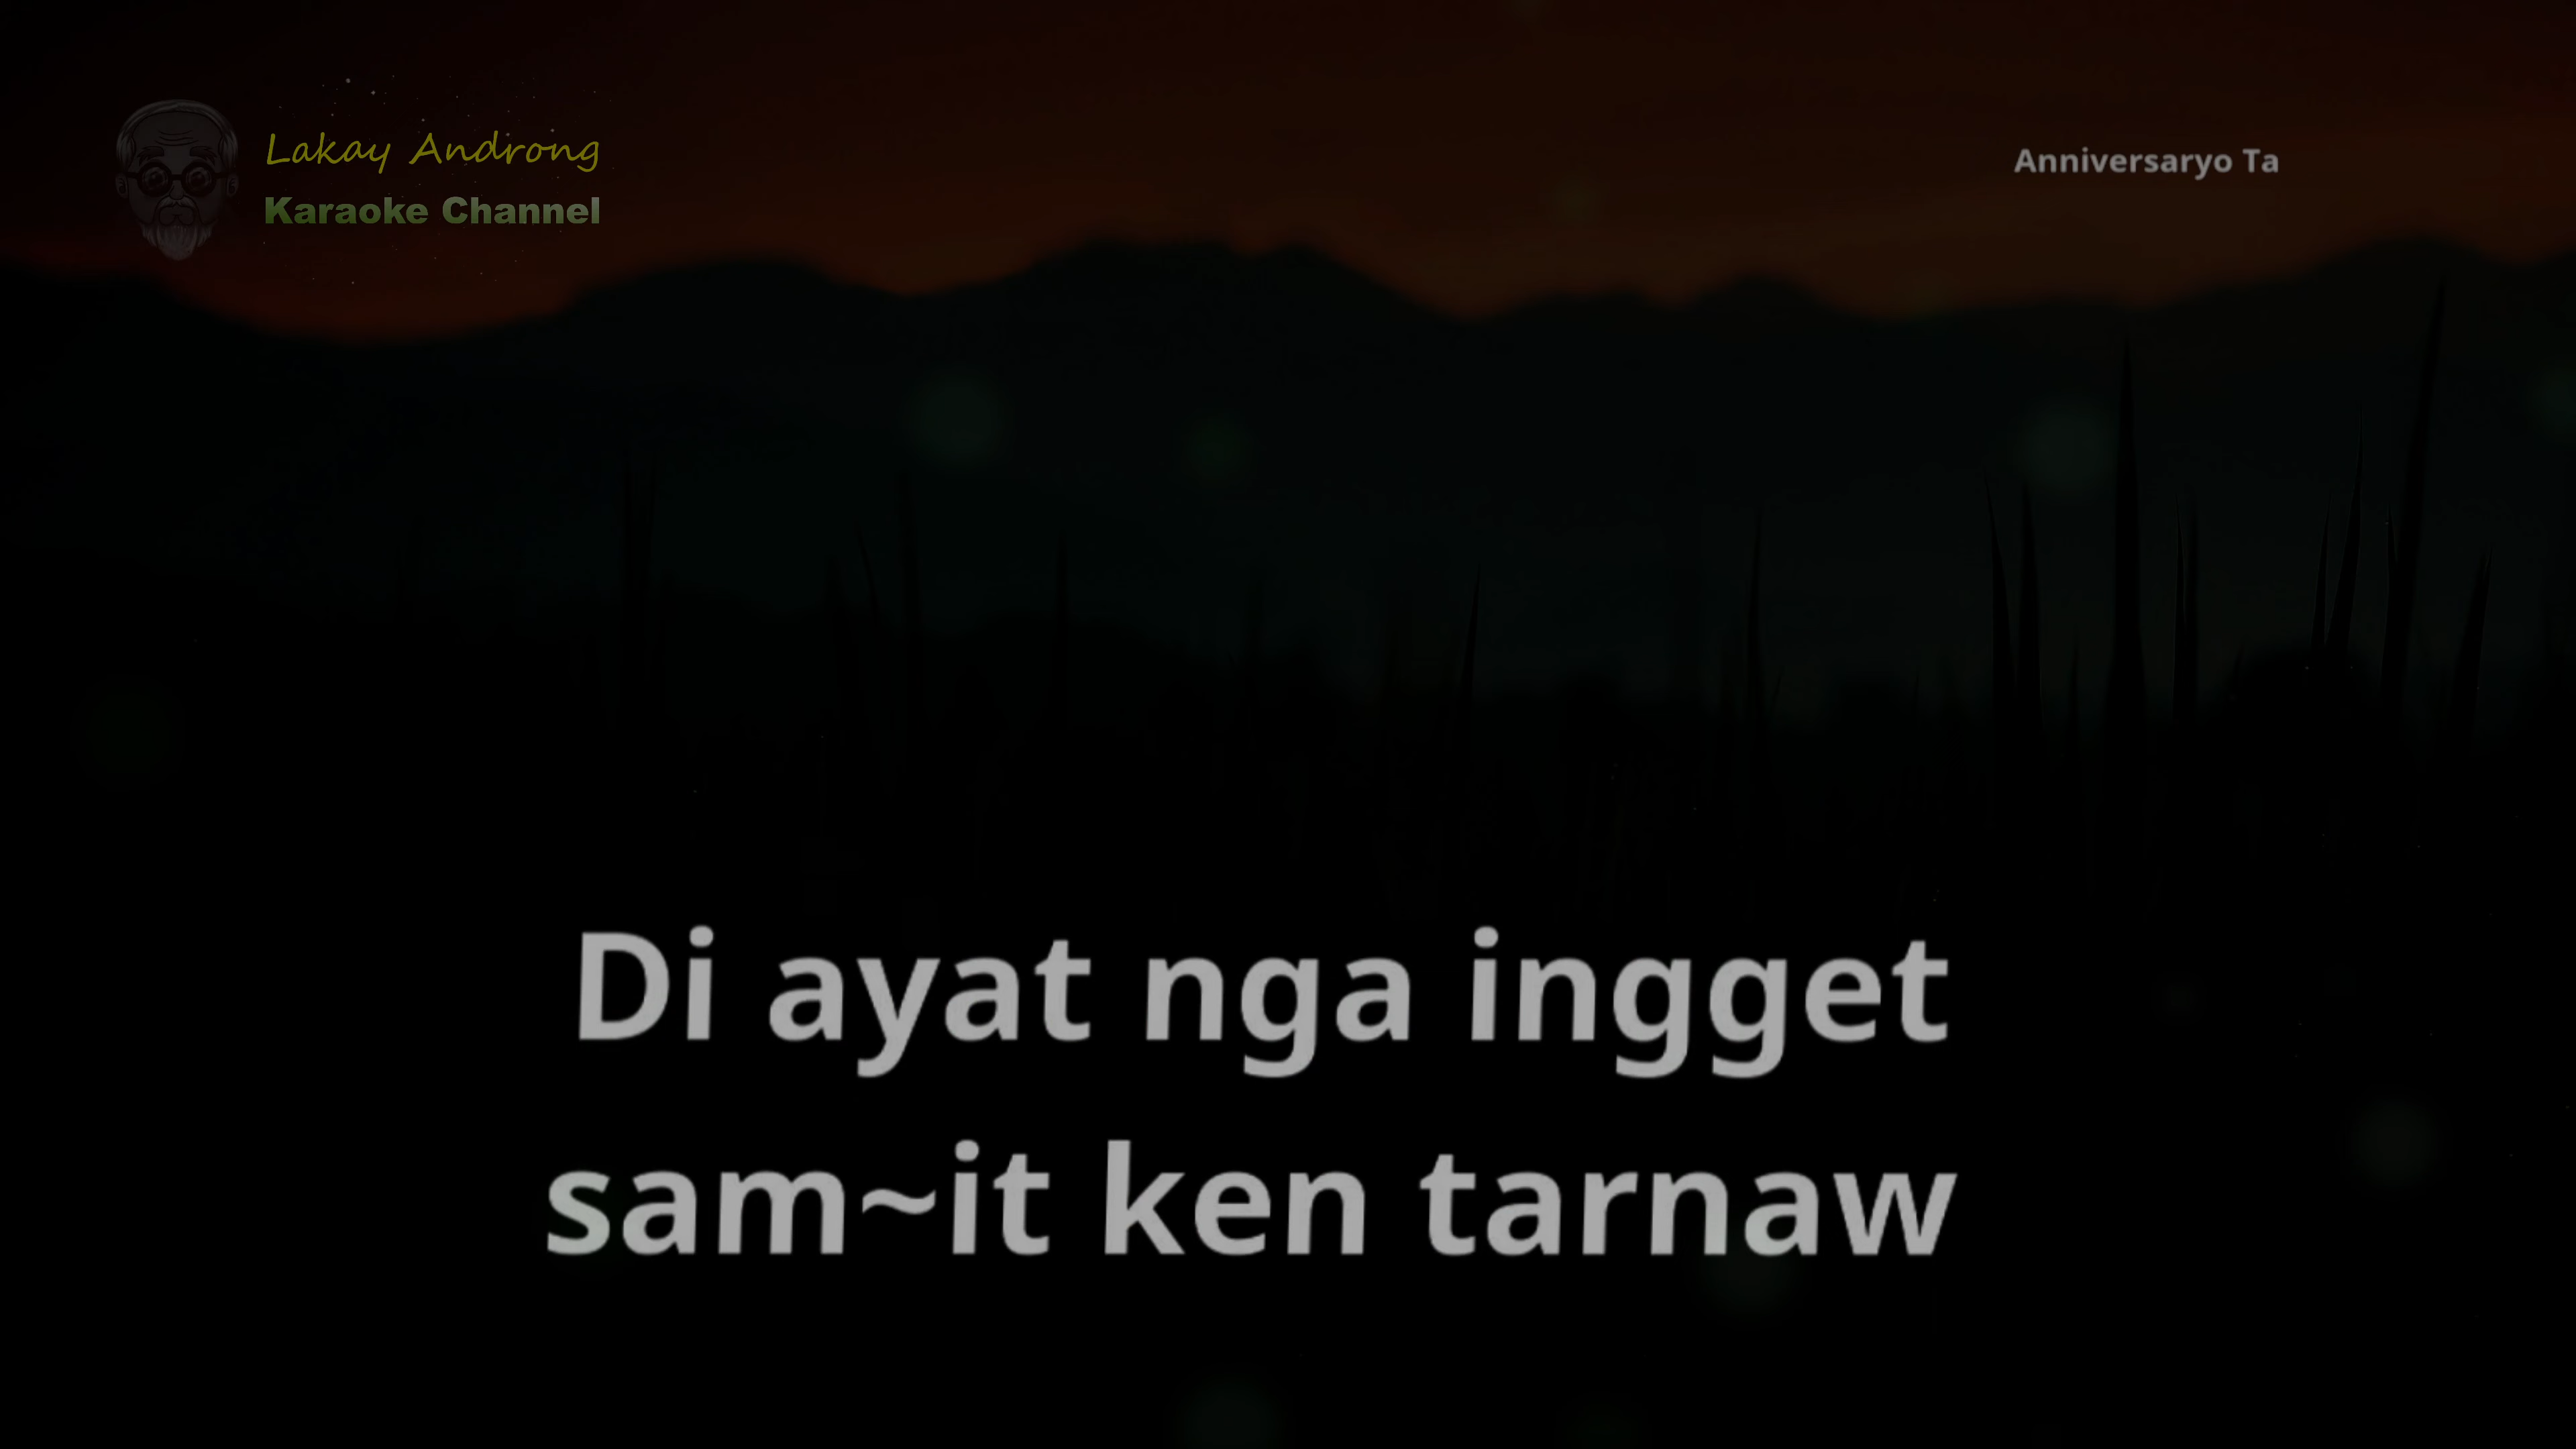 Lakay Androng
Karaoke Channel
Anniversaryo Ta
Di ayat nga ingget
sam~it ken tarnaw